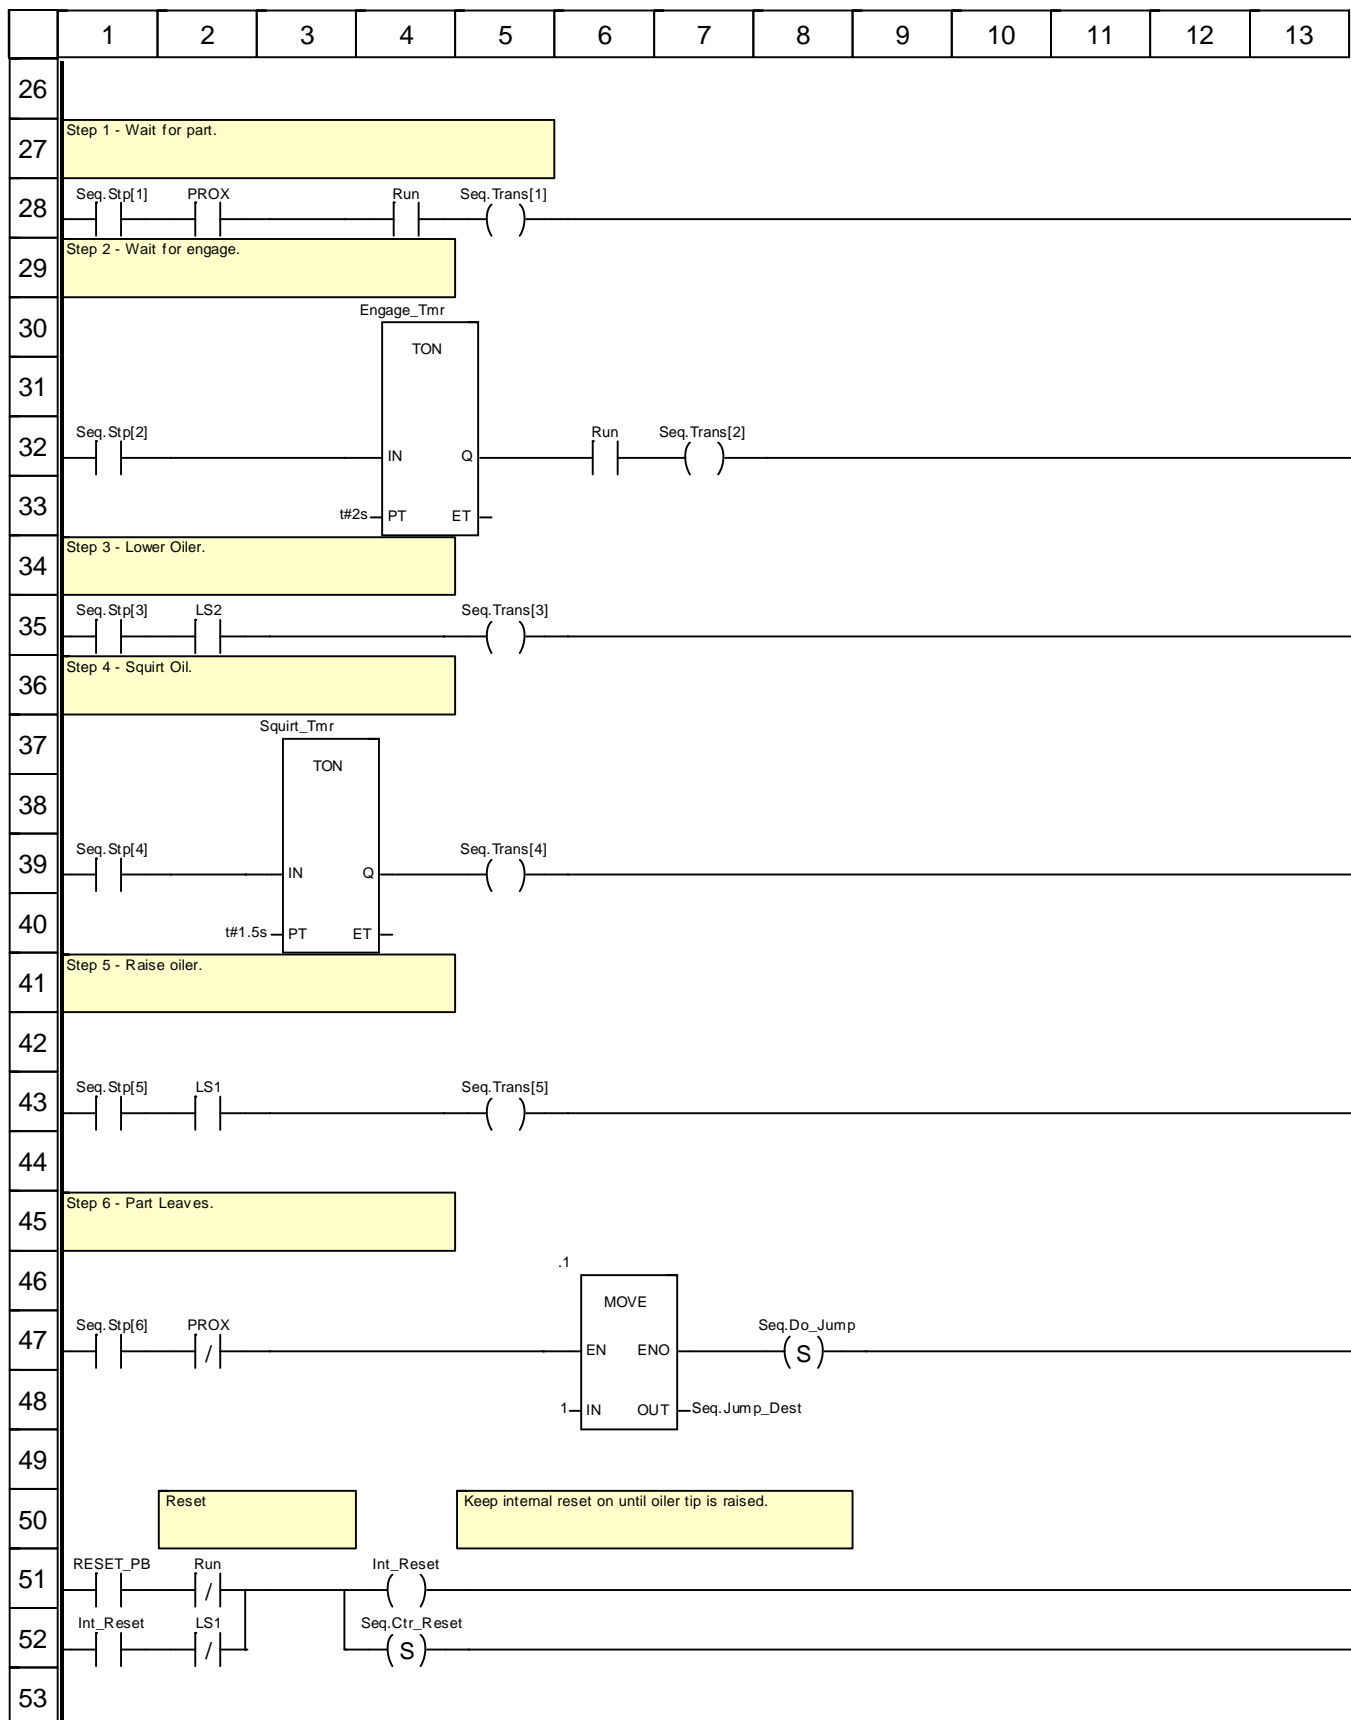 1 2 3 4 5 6 7 8 9 10 11 12 13
26
27 Step 1 - Wait for part.
Seq.Stp[1] PROX Run Seq.Trans[1]
28
29 Step 2 - Wait for engage.
Engage_Tmr
30
TON
31
Seq.Stp[2] Run Seq.Trans[2]
32 IN Q
33 t#2s PT ET
34 Step 3 - Lower Oiler.
Seq.Stp[3] LS2 Seq.Trans[3]
35
36 Step 4 - Squirt Oil.
Squirt_Tmr
37
TON
38
Seq.Stp[4] Seq.Trans[4]
39 IN Q
40 t#1.5s PT ET
41 Step 5 - Raise oiler.
42
Seq.Stp[5] LS1 Seq.Trans[5]
43
44
45 Step 6 - Part Leaves.
.1
46
MOVE
Seq.Stp[6] PROX Seq.Do_Jump
47 / EN ENO S
48 1 IN OUT Seq.Jump_Dest
49
50 Reset Keep internal reset on until oiler tip is raised.
RESET_PB Run Int_Reset
51 /
Int_Reset LS1 Seq.Ctr_Reset
52 / S
53